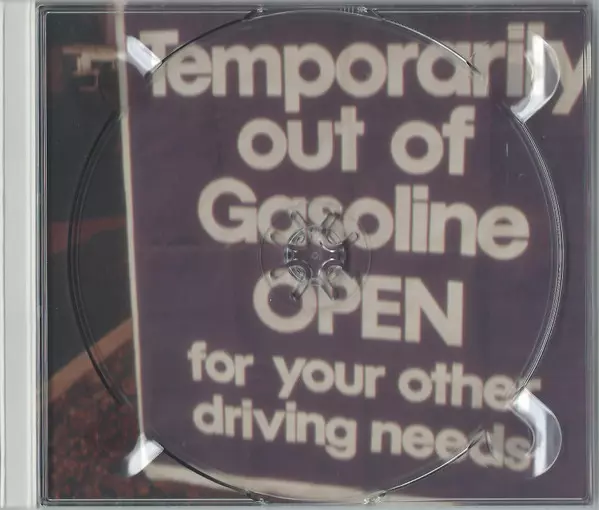 Temporarily
out of
Gasoline
OPEN
for your other
driving needs